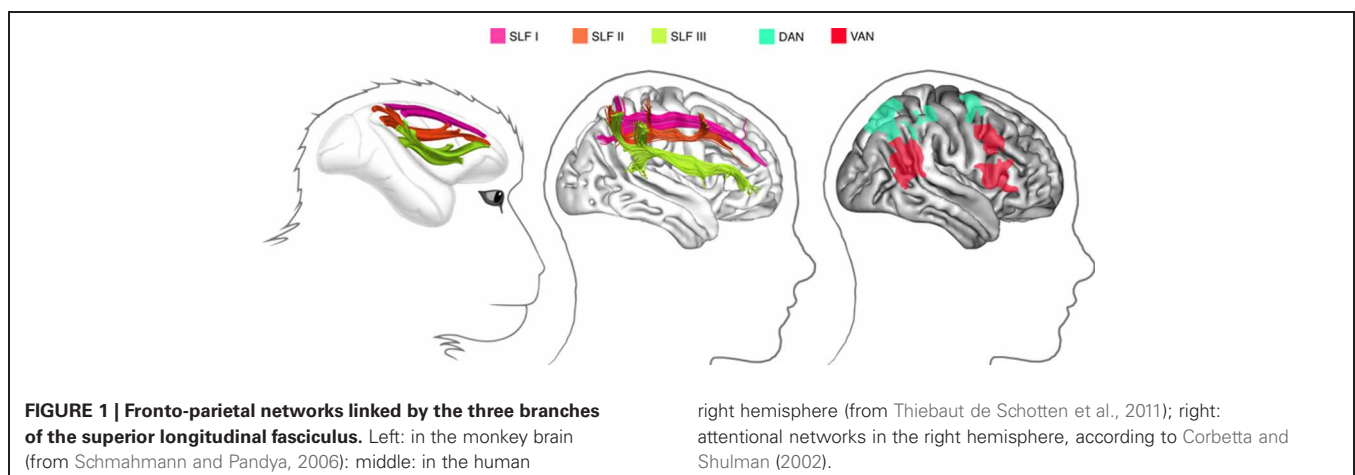 SLF I SLF II SLF III DAN VAN
FIGURE 1 | Fronto-parietal networks linked by the three branches
of the superior longitudinal fasciculus. Left: in the monkey brain
(from Schmahmann and Pandya, 2006): middle: in the human
right hemisphere (from Thiebaut de Schotten et al., 2011); right:
attentional networks in the right hemisphere, according to Corbetta and
Shulman (2002).